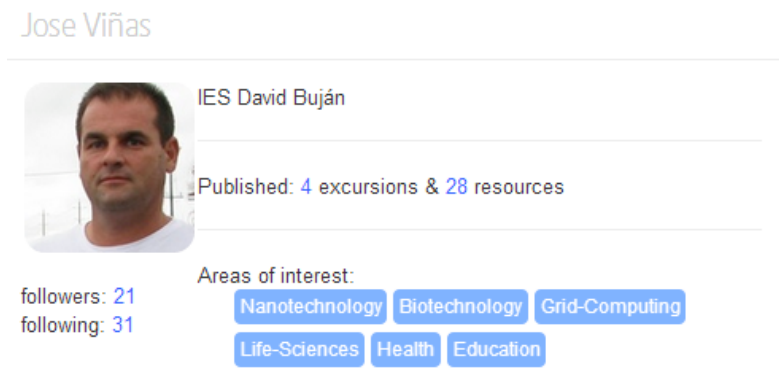 Jose Viñas
IES David Buján
Published: 4 excursions & 28 resources
Areas of interest:
Nanotechnology Biotechnology Grid-Computing
Life-Sciences Health Education
followers: 21
following: 31